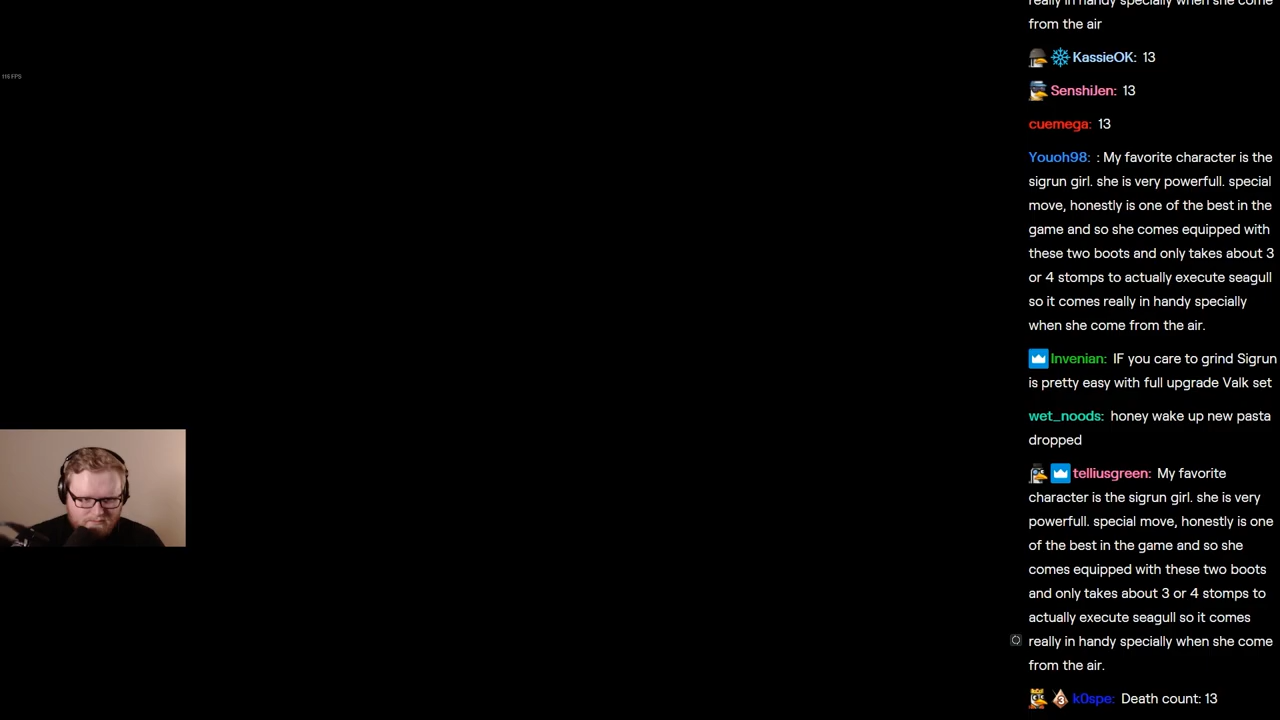 really in handy specially when she come
from the air
116 FPS
KassieOK: 13
SenshiJen: 13
cuemega: 13
Youoh98: : My favorite character is the
sigrun girl. she is very powerfull. special
move, honestly is one of the best in the
game and so she comes equipped with
these two boots and only takes about 3
or 4 stomps to actually execute seagull
so it comes really in handy specially
when she come from the air.
Invenian: IF you care to grind Sigrun
is pretty easy with full upgrade Valk set
wet_noods: honey wake up new pasta
dropped
telliusgreen: My favorite
character is the sigrun girl. she is very
powerfull. special move, honestly is one
of the best in the game and so she
comes equipped with these two boots
and only takes about 3 or 4 stomps to
actually execute seagull so it comes
really in handy specially when she come
from the air.
3 k0spe: Death count: 13